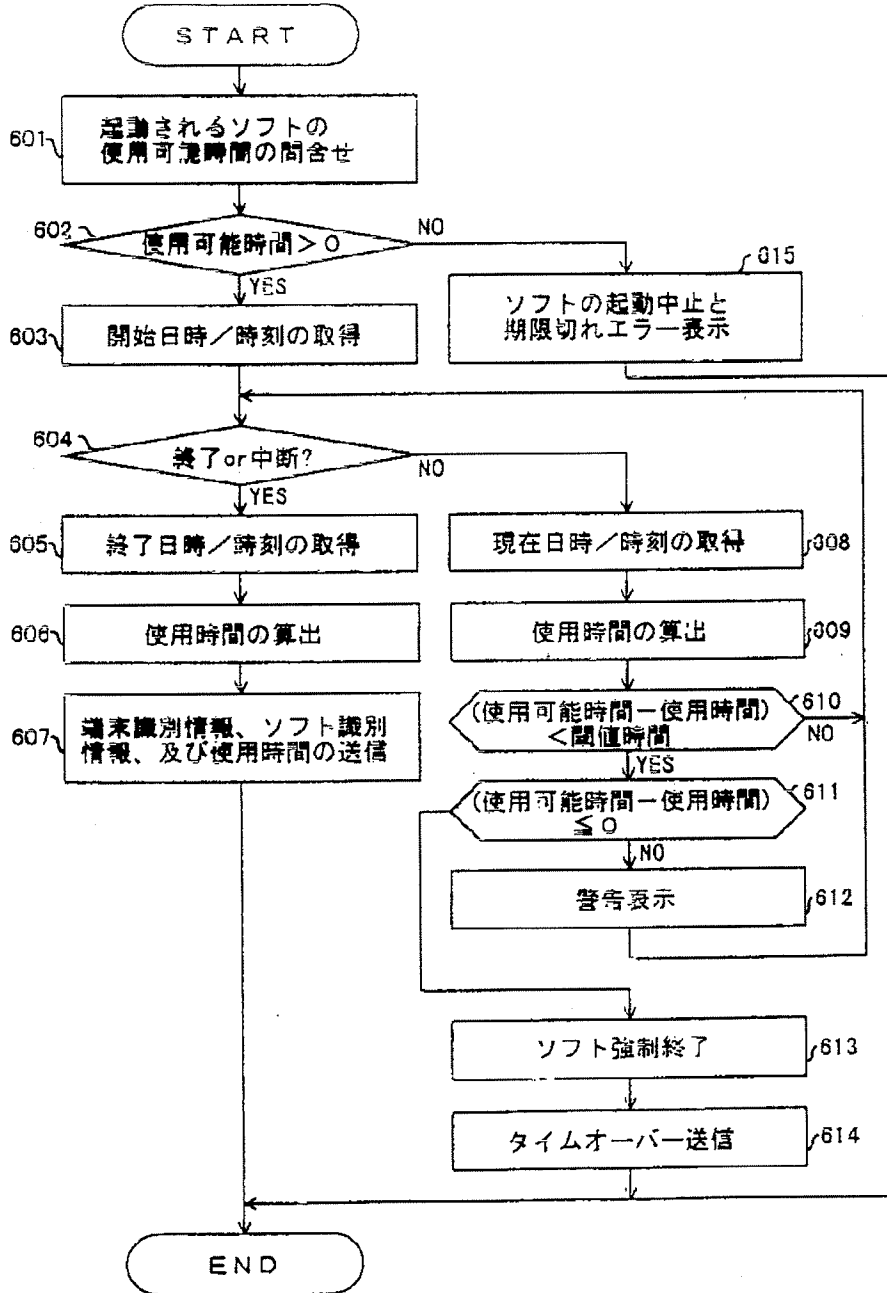 START
601
起動されるソフトの
使用可能時間の問合せ
602
使用可能時間>0
NO
YES
615
ソフトの起動中止と
期限切れエラー表示
603
開始日時/時刻の取得
604
終了or中断?
NO
YES
605
終了日時/時刻の取得
現在日時/時刻の取得
608
606
使用時間の算出
使用時間の算出
609
607
端末識別情報、ソフト識別
情報、及び使用時間の送信
(使用可能時間-使用時間)
<閾値時間
610
NO
YES
(使用可能時間-使用時間)
≦0
611
NO
警告表示
612
ソフト強制終了
613
タイムオーバー送信
614
END